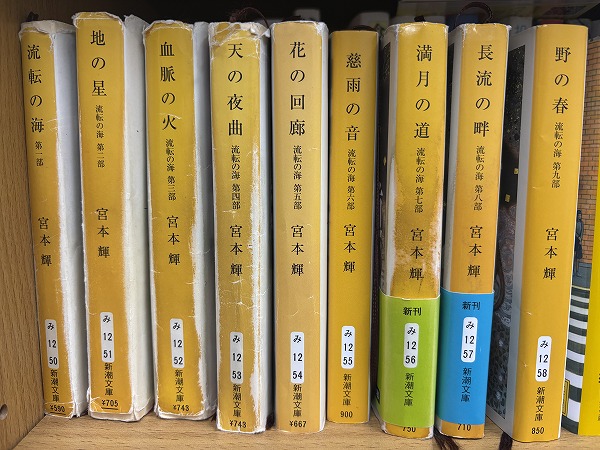 流転の海 第一部
宮本輝
み
12
50
新潮文庫
¥590
地の星
流転の海 第二部
宮本輝
み
12
51
新潮文庫
¥705
血脈の火
流転の海 第三部
宮本輝
み
12
52
新潮文庫
¥743
天の夜曲
流転の海 第四部
宮本輝
み
12
53
新潮文庫
¥743
花の回廊
流転の海 第五部
宮本輝
み
12
54
新潮文庫
¥667
慈雨の音
流転の海 第六部
宮本輝
み
12
55
新潮文庫
900
満月の道
流転の海 第七部
宮本輝
新刊
み
12
56
新潮文庫
750
長流の畔
流転の海 第八部
宮本輝
新刊
み
12
57
新潮文庫
710
野の春
流転の海 第九部
宮本輝
み
12
58
新潮文庫
850